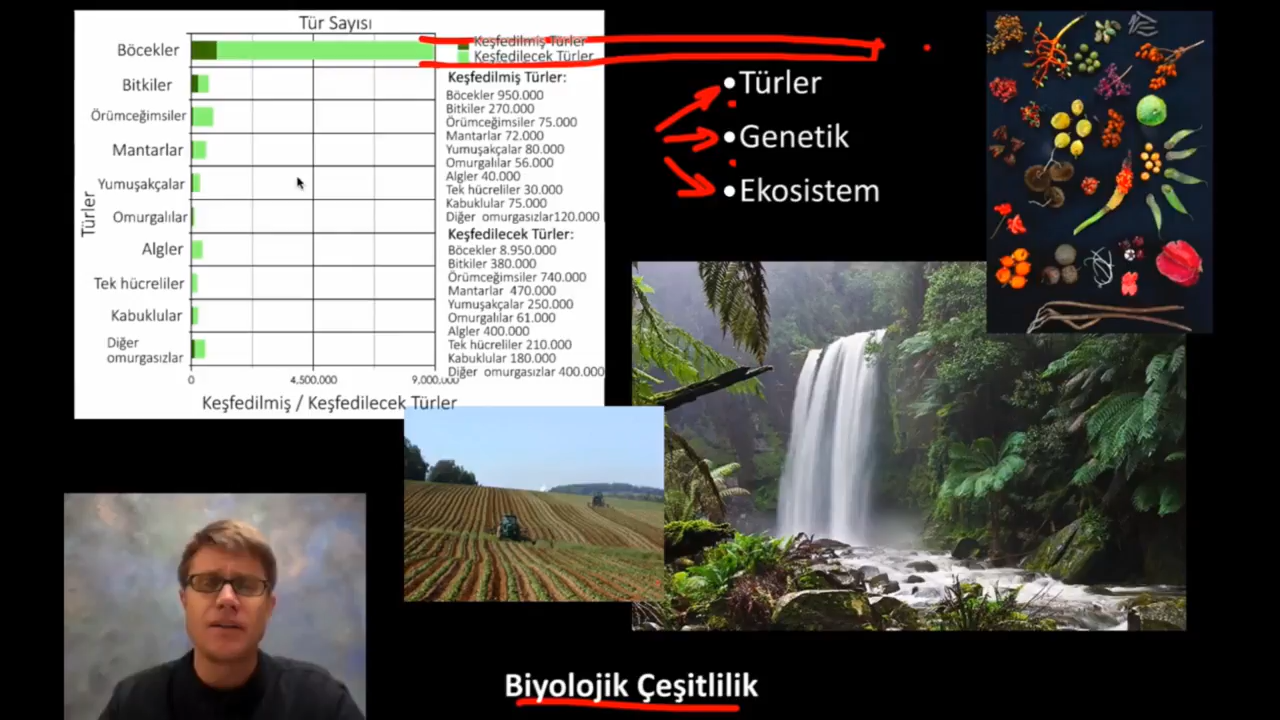 Tür Sayısı
Böcekler
Bitkiler
Örümceğimsiler
Mantarlar
Yumuşakçalar
Omurgalılar
Algler
Tek hücreliler
Kabuklular
Diğer
omurgasızlar
Türler
0
4,500,000
9,000,000
Keşfedilmiş / Keşfedilecek Türler
Keşfedilmiş Türler
Keşfedilecek Türler
Keşfedilmiş Türler:
Böcekler 950.000
Bitkiler 270.000
Örümceğimsiler 75.000
Mantarlar 72.000
Yumuşakçalar 80.000
Omurgalılar 56.000
Algler 40.000
Tek hücreliler 30.000
Kabuklular 75.000
Diğer omurgasızlar120.000
Keşfedilecek Türler:
Böcekler 8.950.000
Bitkiler 380.000
Örümceğimsiler 740.000
Mantarlar 470.000
Yumuşakçalar 250.000
Omurgalılar 61.000
Algler 400.000
Tek hücreliler 210.000
Kabuklular 180.000
Diğer omurgasızlar 400.000
•Türler
•Genetik
•Ekosistem
Biyolojik Çeşitlilik